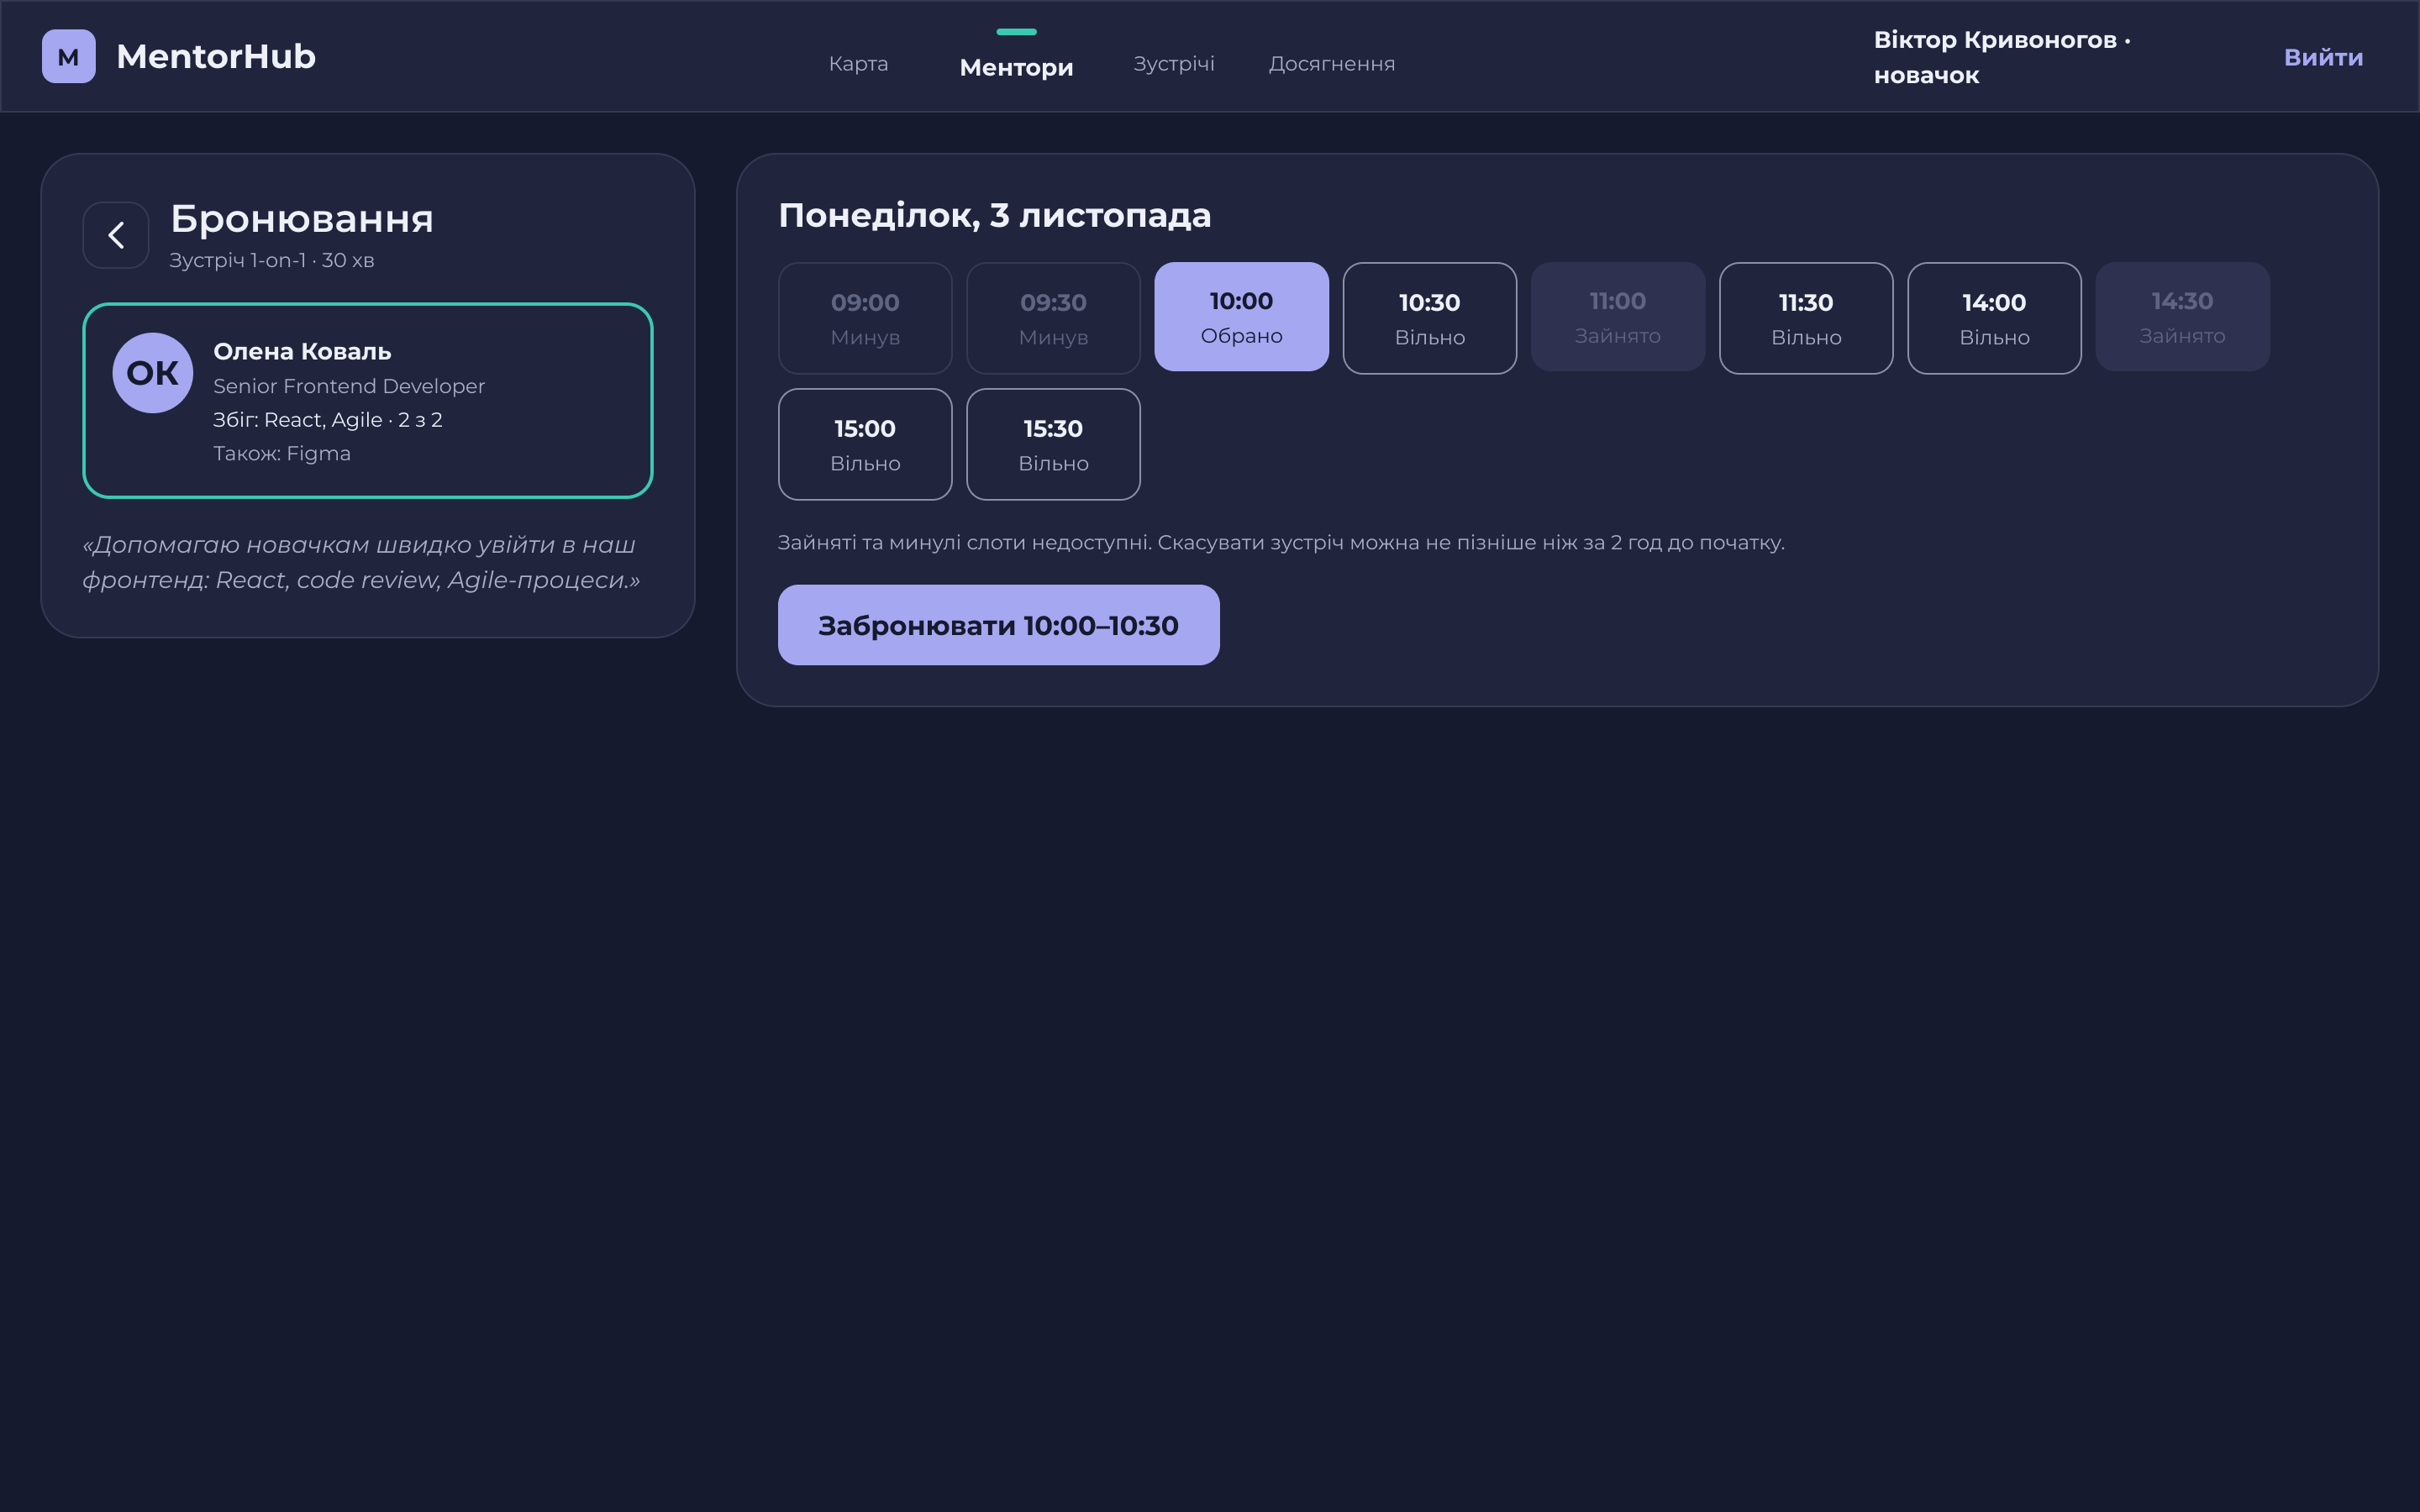 M
MentorHub
Карта
Ментори
Зустрічі
Досягнення
Віктор Кривоногов ·
новачок
Вийти
Бронювання
Зустріч 1-on-1 · 30 хв
ОК
Олена Коваль
Senior Frontend Developer
Збіг: React, Agile · 2 з 2
Також: Figma
«Допомагаю новачкам швидко увійти в наш
фронтенд: React, code review, Agile-процеси.»
Понеділок, 3 листопада
09:00
Минув
09:30
Минув
10:00
Обрано
10:30
Вільно
11:00
Зайнято
11:30
Вільно
14:00
Вільно
14:30
Зайнято
15:00
Вільно
15:30
Вільно
Зайняті та минулі слоти недоступні. Скасувати зустріч можна не пізніше ніж за 2 год до початку.
Забронювати 10:00–10:30